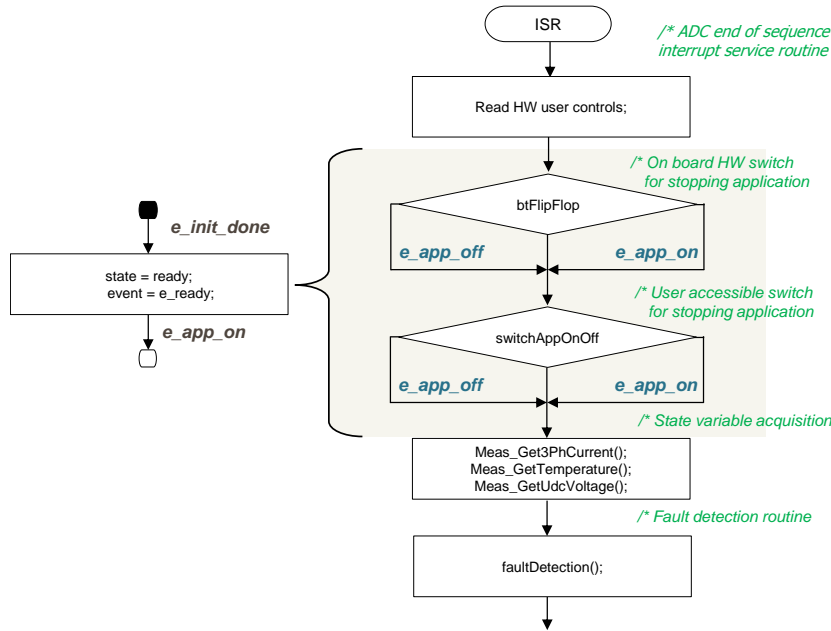 ISR
/* ADC end of sequence
interrupt service routine
Read HW user controls;
/* On board HW switch
for stopping application
btFlipFlop
e_app_off
e_app_on
/* User accessible switch
for stopping application
switchAppOnOff
e_app_off
e_app_on
/* State variable acquisition
Meas_Get3PhCurrent();
Meas_GetTemperature();
Meas_GetUdcVoltage();
/* Fault detection routine
faultDetection();
e_init_done
state = ready;
event = e_ready;
e_app_on